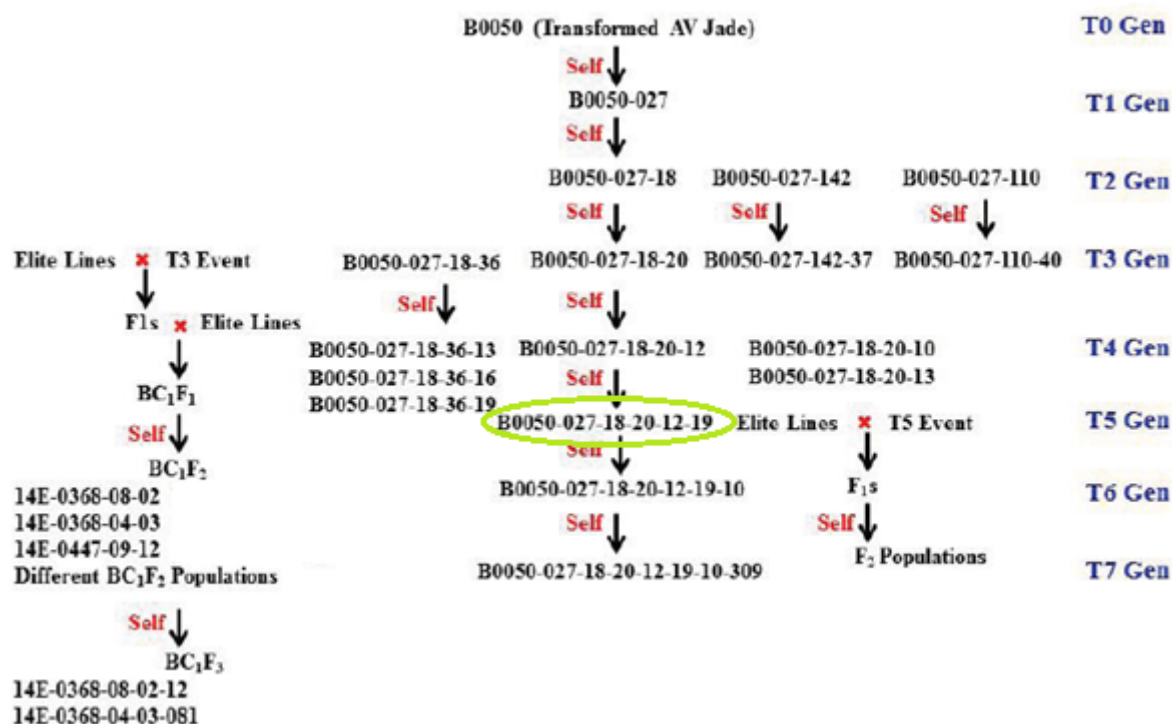 B0050 (Transformed AV Jade) T0 Gen
Self
B0050-027 T1 Gen
Self
B0050-027-18 B0050-027-142 B0050-027-110 T2 Gen
Self Self Self
Elite Lines × T3 Event B0050-027-18-36 B0050-027-18-20 B0050-027-142-37 B0050-027-110-40 T3 Gen
Self Self
F1s × Elite Lines
B0050-027-18-36-13 B0050-027-18-20-12 B0050-027-18-20-10 T4 Gen
B0050-027-18-36-16 Self B0050-027-18-20-13
BC₁F₁ B0050-027-18-36-19
B0050-027-18-20-12-19 Elite Lines × T5 Event T5 Gen
Self Self
BC₁F₂
14E-0368-08-02 B0050-027-18-20-12-19-10 F₁s T6 Gen
14E-0368-04-03 Self Self
14E-0447-09-12 F₂ Populations
Different BC₁F₂ Populations B0050-027-18-20-12-19-10-309 T7 Gen
Self
BC₁F₃
14E-0368-08-02-12
14E-0368-04-03-081